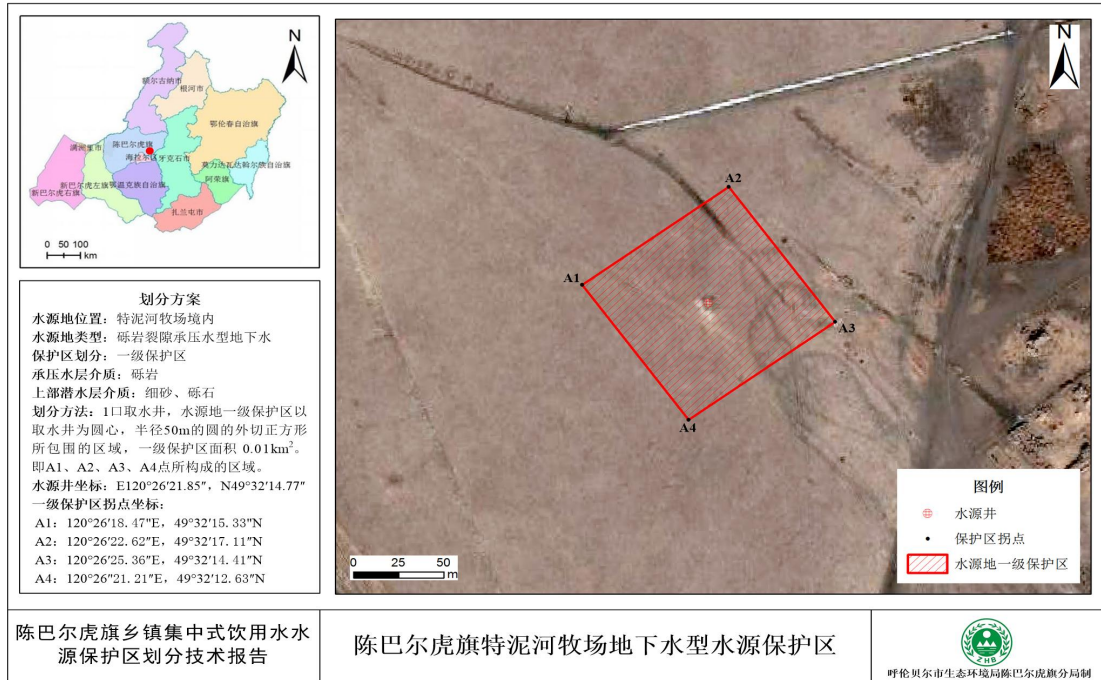 N
额尔古纳市
根河市
鄂伦春自治旗
满洲里市
陈巴尔虎旗
海拉尔区
牙克石市
莫力达瓦达斡尔族自治旗
新巴尔虎左旗
鄂温克族自治旗
阿荣旗
新巴尔虎右旗
扎兰屯市
0 50 100
km
划分方案
水源地位置：特泥河牧场境内
水源地类型：砾岩裂隙承压水型地下水
保护区划分：一级保护区
承压水层介质：砾岩
上部潜水层介质：细砂、砾石
划分方法：1口取水井，水源地一级保护区以
取水井为圆心，半径50m的圆的外切正方形
所包围的区域，一级保护区面积 0.01km²。
即A1、A2、A3、A4点所构成的区域。
水源井坐标：E120°26′21.85″，N49°32′14.77″
一级保护区拐点坐标：
A1：120°26′18.47″E，49°32′15.33″N
A2：120°26′22.62″E，49°32′17.11″N
A3：120°26′25.36″E，49°32′14.41″N
A4：120°26″21.21″E，49°32′12.63″N
N
A2
A1
A3
A4
0 25 50
m
图例
水源井
保护区拐点
水源地一级保护区
陈巴尔虎旗乡镇集中式饮用水水
源保护区划分技术报告
陈巴尔虎旗特泥河牧场地下水型水源保护区
ZHB
呼伦贝尔市生态环境局陈巴尔虎旗分局制